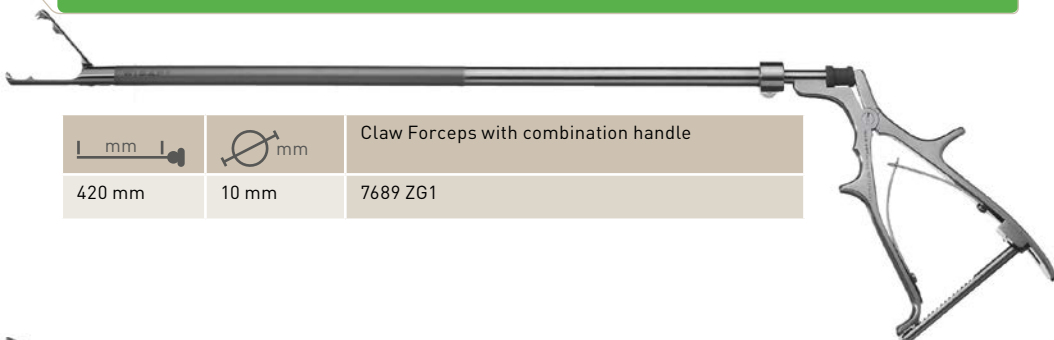 mm
mm
Claw Forceps with combination handle
420 mm
10 mm
7689 ZG1